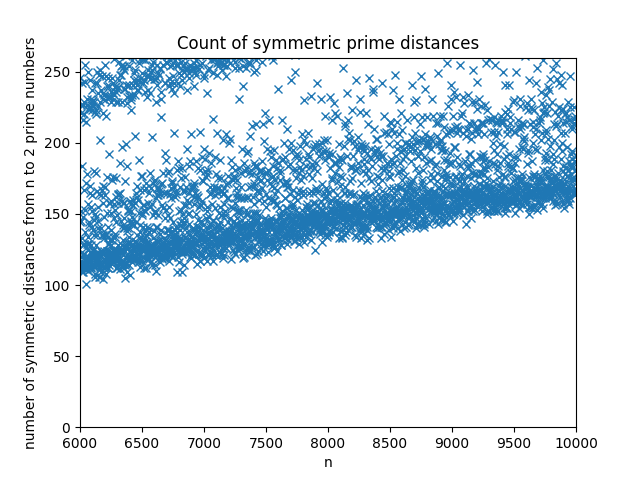 Count of symmetric prime distances
number of symmetric distances from n to 2 prime numbers
250
200
150
100
50
0
6000 6500 7000 7500 8000 8500 9000 9500 10000
n